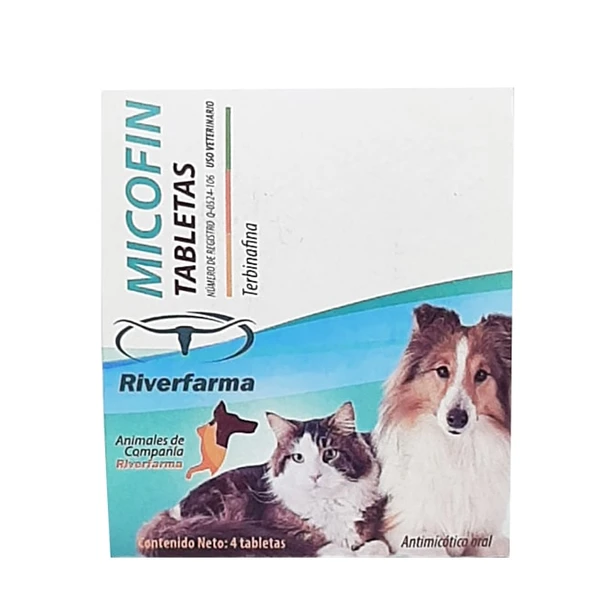 MICOFIN
TABLETAS
NÚMERO DE REGISTRO Q-0524-106 USO VETERINARIO
Terbinafina
Riverfarma
Animales de
Compañía
Riverfarma
Contenido Neto: 4 tabletas
Antimicótico oral